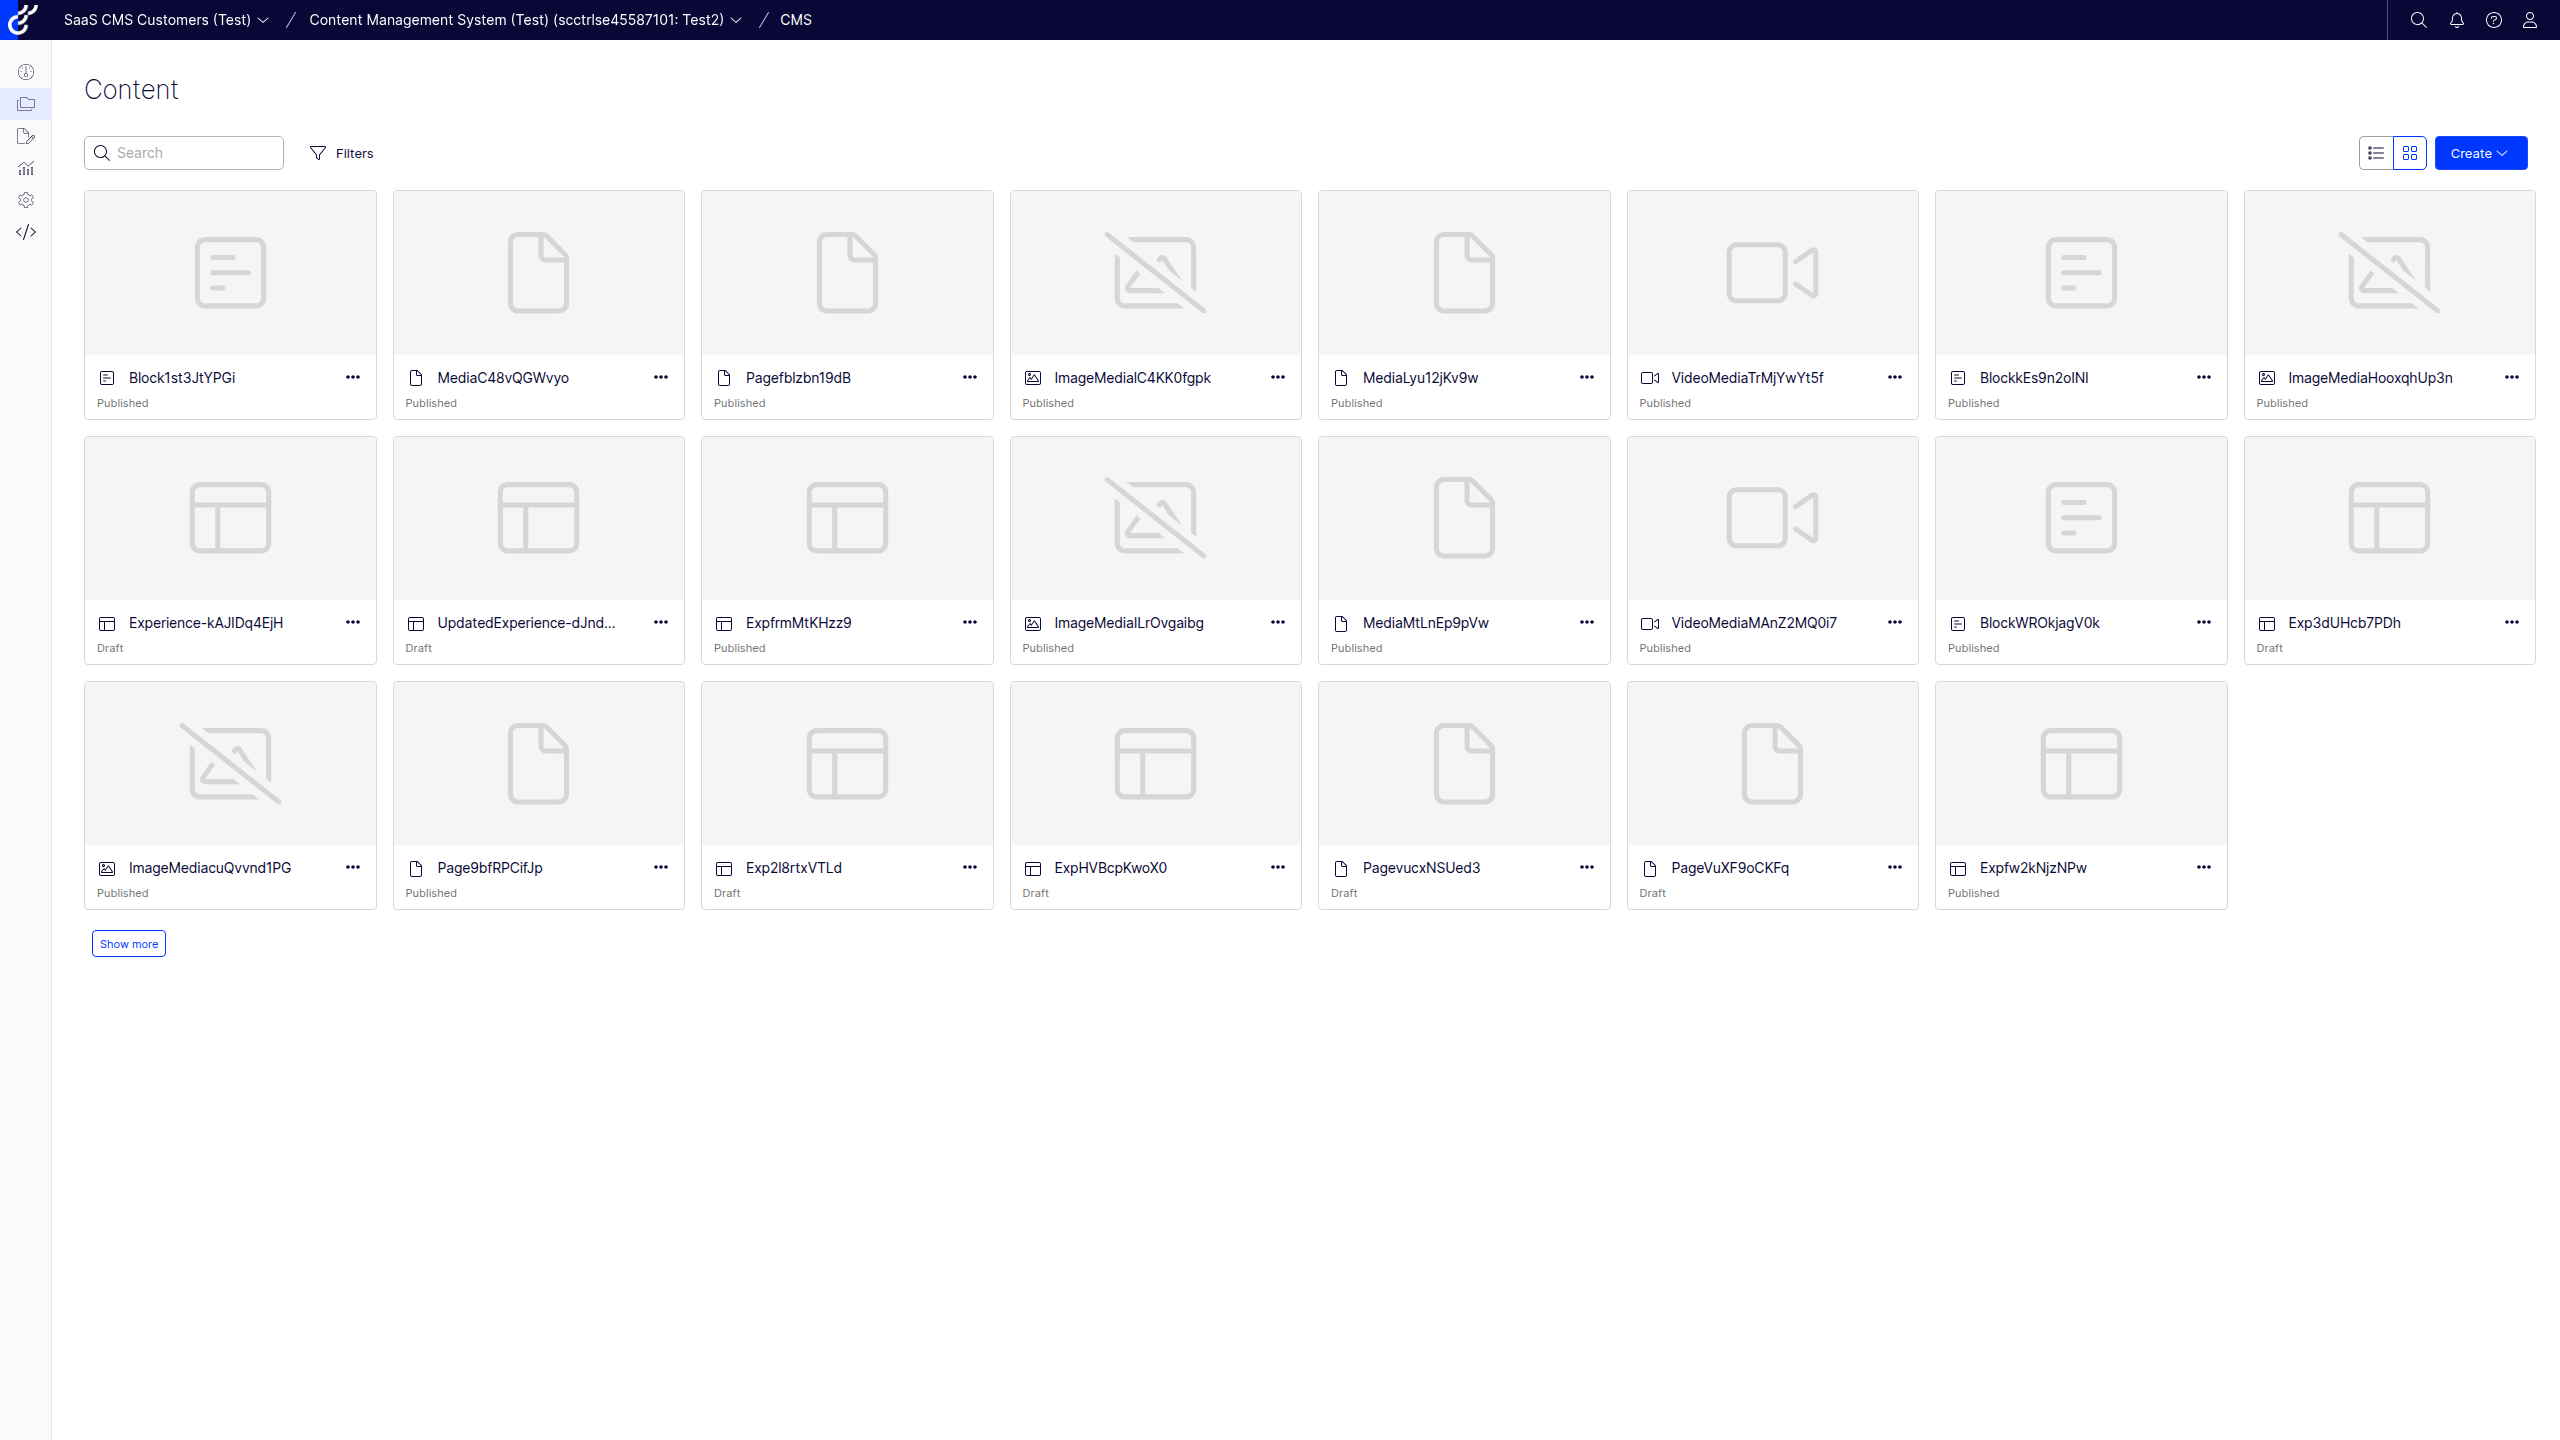 SaaS CMS Customers (Test) / Content Management System (Test) (scctrlse45587101: Test2) / CMS
Content
Search Filters Create
Block1st3JtYPGi MediaC48vQGWvyo Pagefblzbn19dB ImageMediaIC4KK0fgpk MediaLyu12jKv9w VideoMediaTrMjYwYt5f BlockkEs9n2oINI ImageMediaHooxqhUp3n
Published Published Published Published Published Published Published Published
Experience-kAJIDq4EjH UpdatedExperience-dJnd... ExpfrmMtKHzz9 ImageMediaILrOvgaibg MediaMtLnEp9pVw VideoMediaMAnZ2MQ0i7 BlockWROkjagV0k Exp3dUHcb7PDh
Draft Draft Published Published Published Published Published Draft
ImageMediacuQvvnd1PG Page9bfRPCifJp Exp2I8rtxVTLd ExpHVBcpKwoX0 PagevucxNSUed3 PageVuXF9oCKFq Expfw2kNjzNPw
Published Published Draft Draft Draft Draft Published
Show more